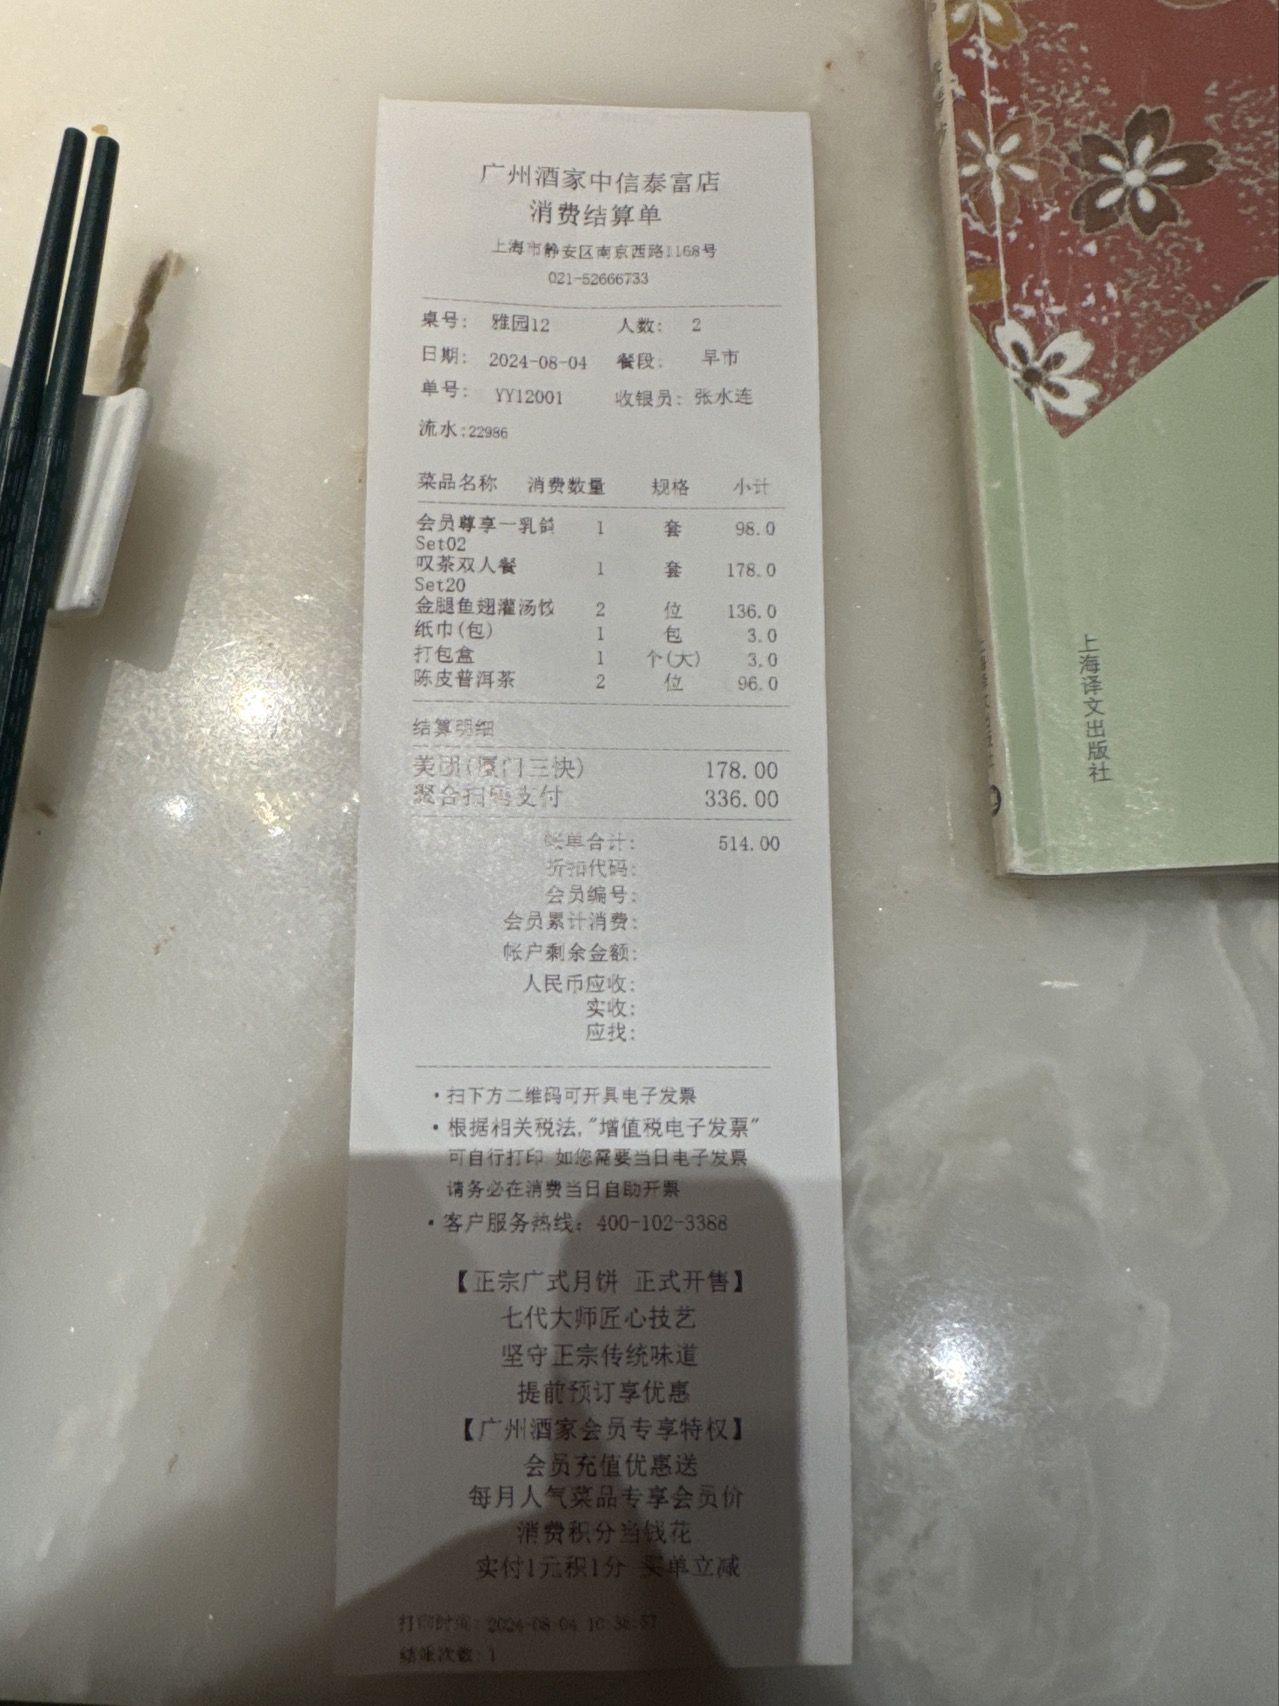 广州酒家中信泰富店
消费结算单
上海市静安区南京西路1168号
021-52666733
桌号: 雅园12 人数: 2
日期: 2024-08-04 餐段: 早市
单号: YY12001 收银员: 张水连
流水:22986
菜品名称 消费数量 规格 小计
会员尊享一乳鸽 1 套 98.0
Set02
叹茶双人餐 1 套 178.0
Set20
金腿鱼翅灌汤饺 2 位 136.0
纸巾(包) 1 包 3.0
打包盒 1 个(大) 3.0
陈皮普洱茶 2 位 96.0
结算明细
美团(厦门三快) 178.00
聚合扫码支付 336.00
帐单合计: 514.00
折扣代码:
会员编号:
会员累计消费:
帐户剩余金额:
人民币应收:
实收:
应找:
·扫下方二维码可开具电子发票
·根据相关税法,"增值税电子发票"
可自行打印 如您需要当日电子发票
请务必在消费当日自助开票
·客户服务热线: 400-102-3388
【正宗广式月饼 正式开售】
七代大师匠心技艺
坚守正宗传统味道
提前预订享优惠
【广州酒家会员专享特权】
会员充值优惠送
每月人气菜品专享会员价
消费积分当钱花
实付1元积1分 买单立减
打印时间: 2024-08-04 10:38:57
结账次数: 1
上海译文出版社